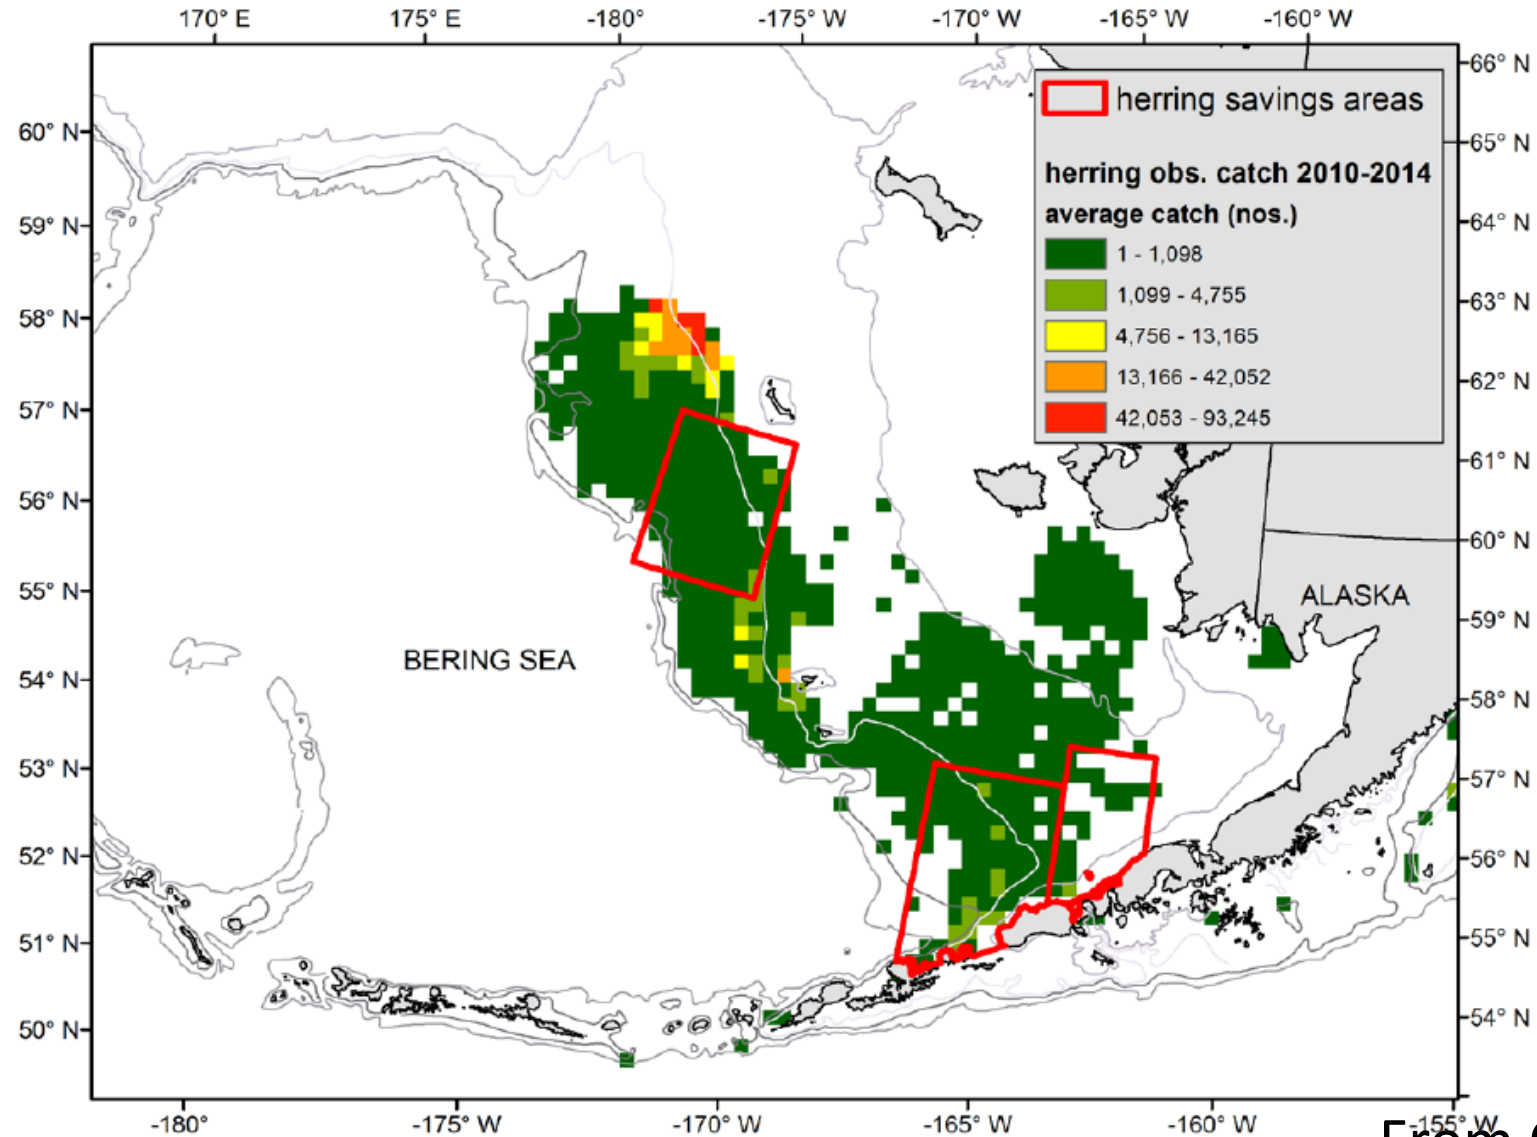 170° E 175° E -180° -175° W -170° W -165° W -160° W
66° N
herring savings areas
60° N 65° N
herring obs. catch 2010-2014
average catch (nos.)
59° N 64° N
1 - 1,098
1,099 - 4,755
58° N 63° N
4,756 - 13,165
13,166 - 42,052
62° N
57° N
42,053 - 93,245
61° N
56° N
60° N
55° N
ALASKA
59° N
BERING SEA
54° N
58° N
53° N
57° N
52° N 56° N
51° N 55° N
50° N 54° N
-180° -175° W -170° W -165° W -160° W -155° W
From